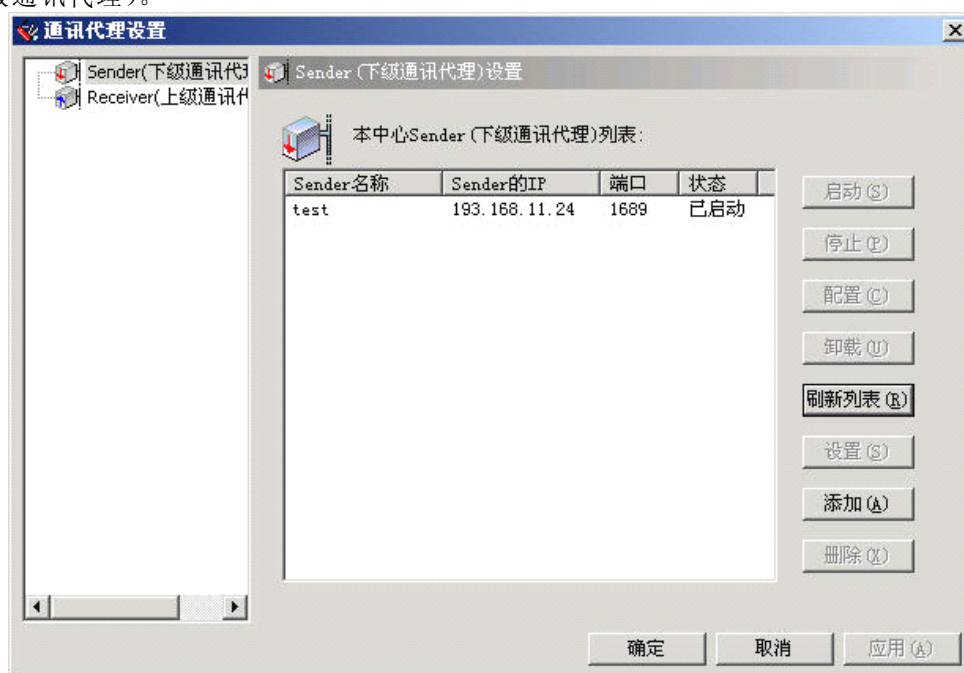 级通讯代理)。
通讯代理设置
Sender(下级通讯代
Receiver(上级通讯
Sender(下级通讯代理)设置
本中心Sender(下级通讯代理)列表:
Sender名称 Sender的IP 端口 状态
test 193.168.11.24 1689 已启动
启动(S)
停止(P)
配置(C)
卸载(U)
刷新列表(R)
设置(S)
添加(A)
删除(X)
确定 取消 应用(A)